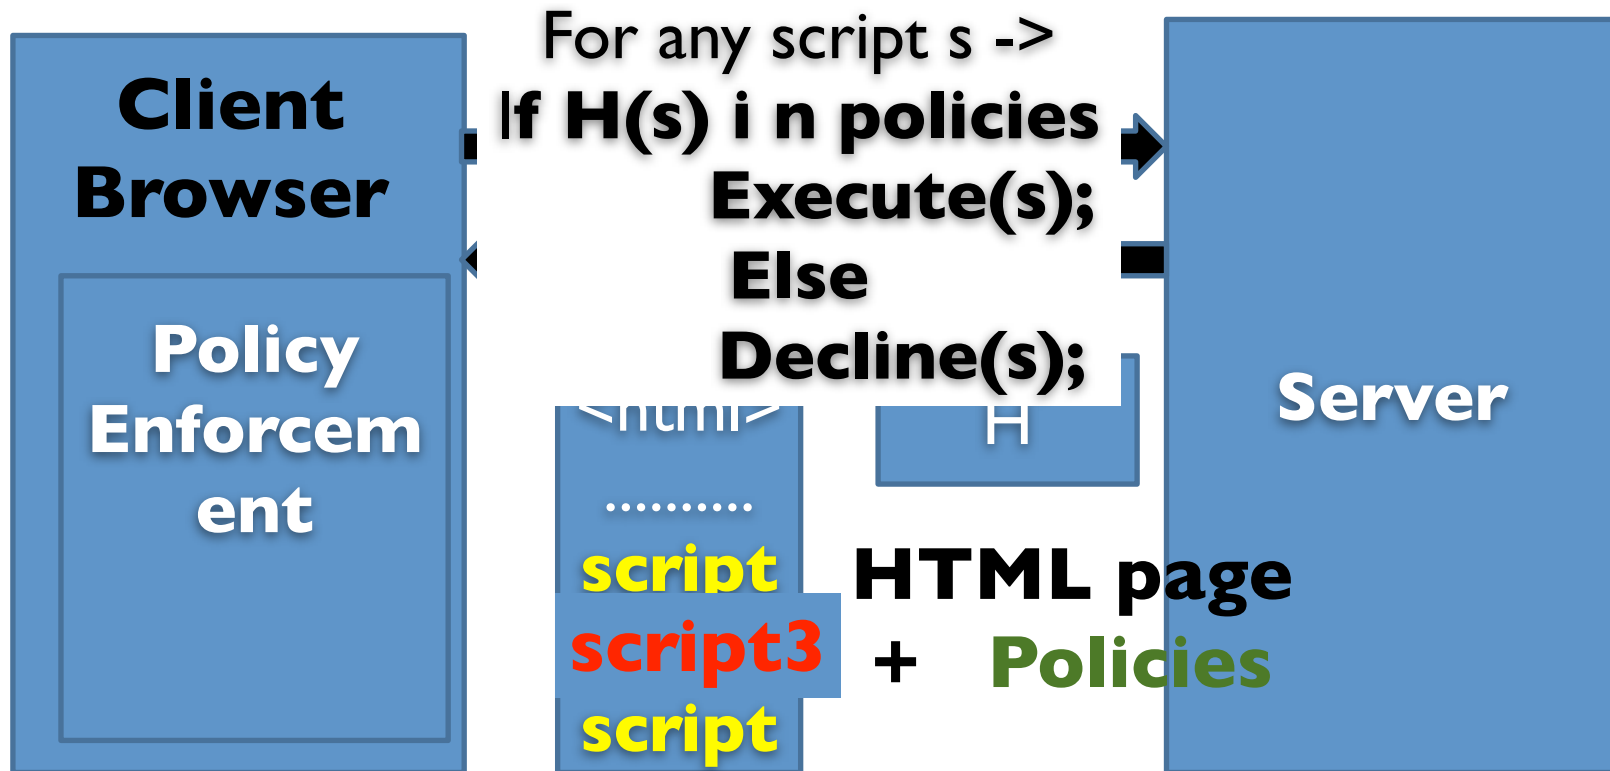 For any script s ->
If H(s) i n policies
Execute(s);
Else
Decline(s);
Client
Browser
Policy
Enforcem
ent
<html>
..........
script
script3
script
H
HTML page
+ Policies
Server